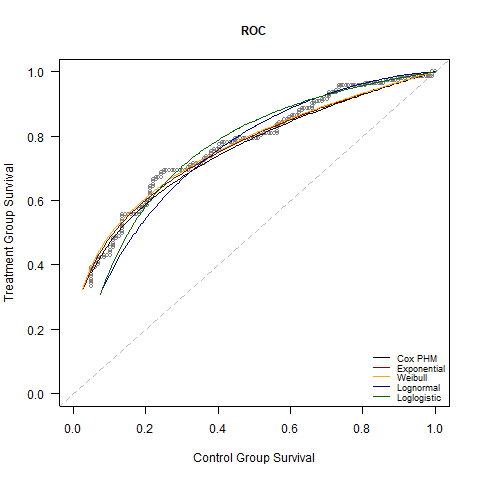 ROC
Treatment Group Survival
1.0
0.8
0.6
0.4
0.2
0.0
0.0 0.2 0.4 0.6 0.8 1.0
Control Group Survival
Cox PHM
Exponential
Weibull
Lognormal
Loglogistic